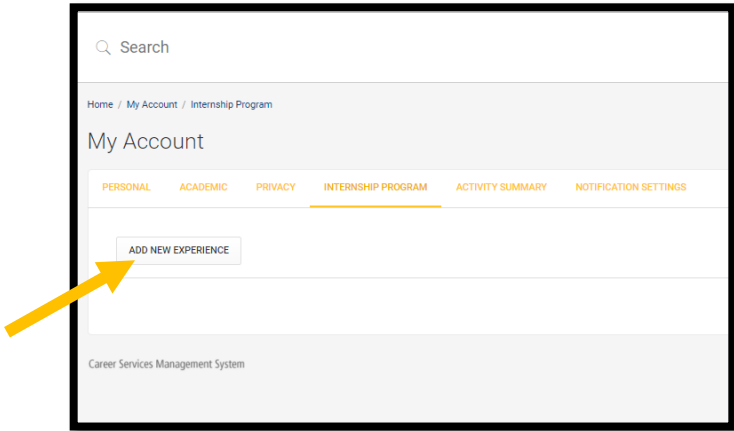 Search
Home / My Account / Internship Program
My Account
PERSONAL ACADEMIC PRIVACY INTERNSHIP PROGRAM ACTIVITY SUMMARY NOTIFICATION SETTINGS
ADD NEW EXPERIENCE
Career Services Management System